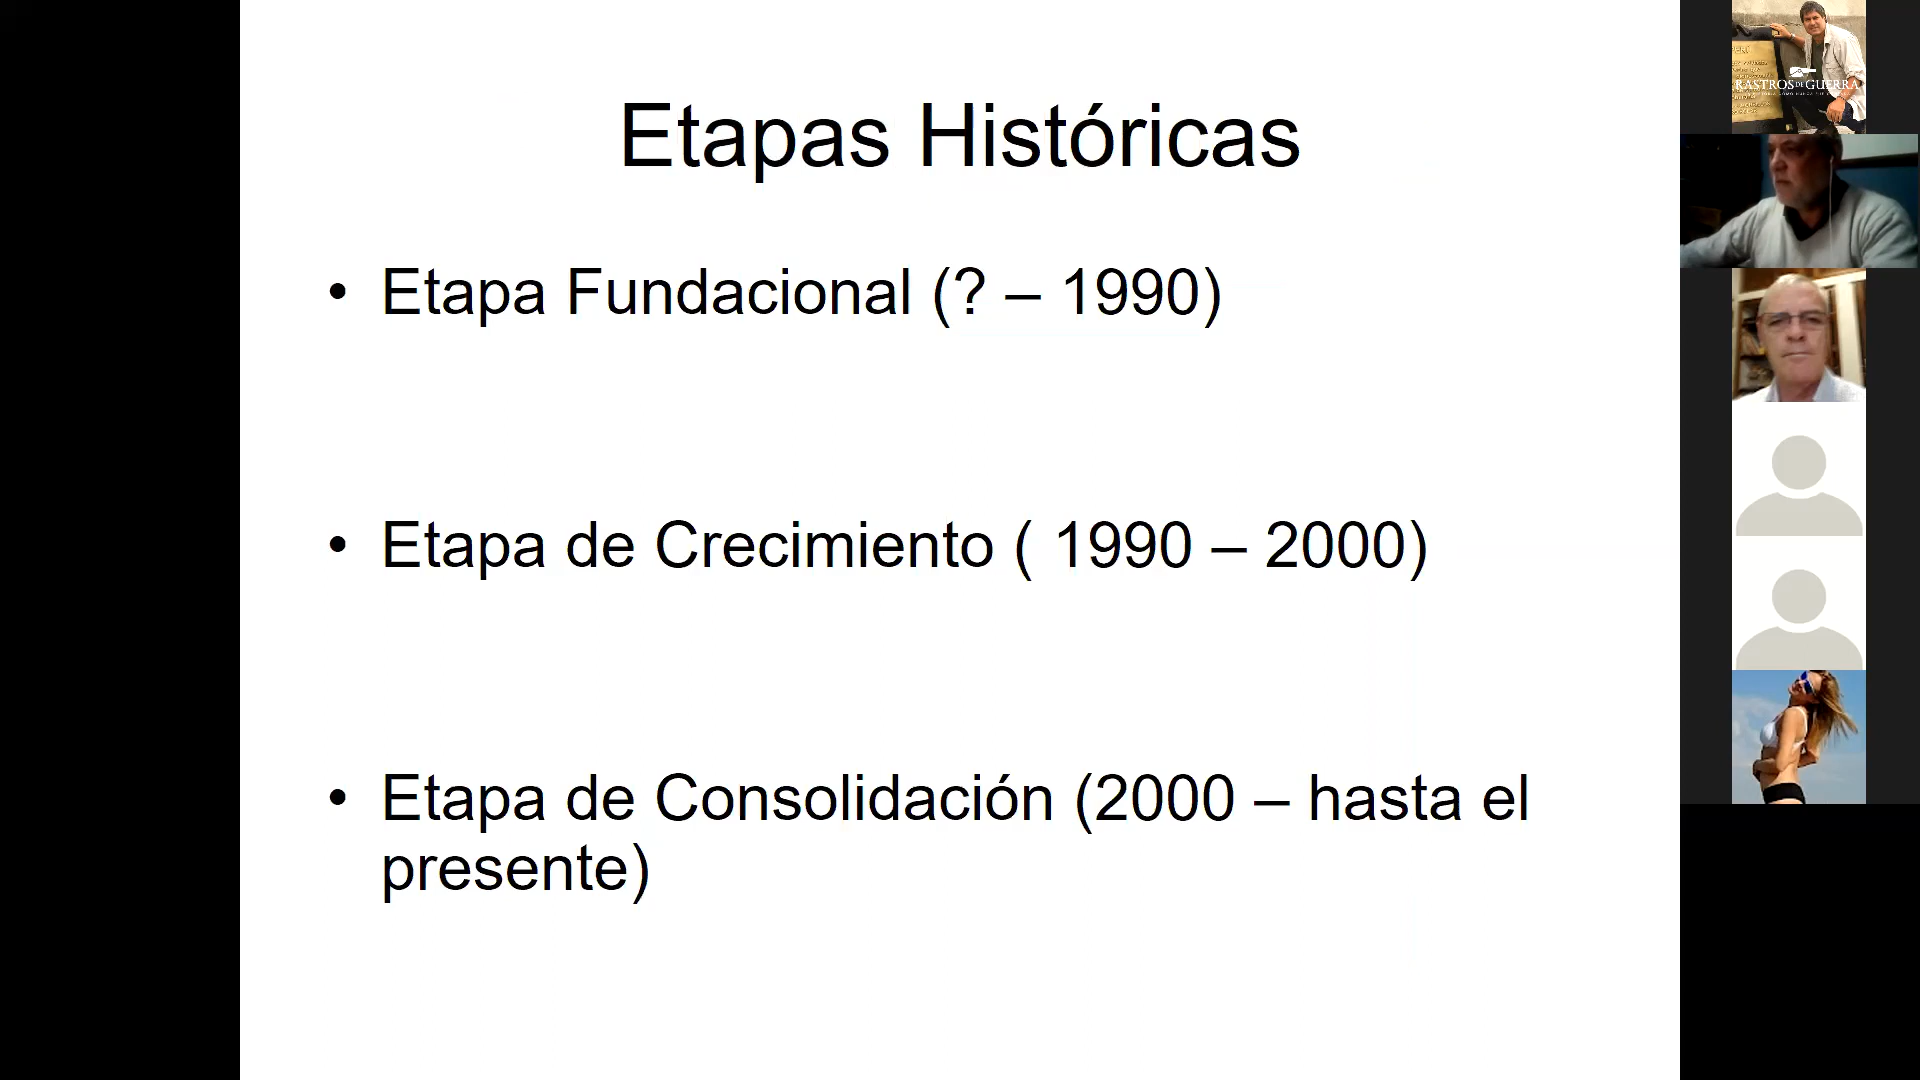 Etapas Históricas
• Etapa Fundacional (? – 1990)
• Etapa de Crecimiento ( 1990 – 2000)
• Etapa de Consolidación (2000 – hasta el
presente)
RASTROS DE GUERRA